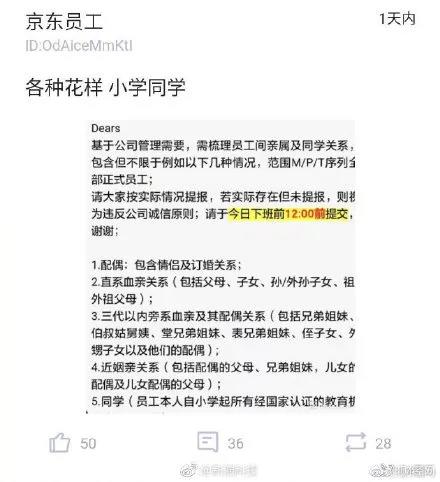 京东员工
1天内
ID:OdAiceMmKtI
各种花样 小学同学
Dears
基于公司管理需要，需梳理员工间亲属及同学关系，
包含但不限于例如以下几种情况，范围M/P/T序列全
部正式员工；
请大家按实际情况提报，若实际存在但未提报，则视
为违反公司诚信原则；请于今日下班前12:00前提交，
谢谢；
1.配偶：包含情侣及订婚关系；
2.直系血亲关系（包括父母、子女、孙/外孙子女、祖
外祖父母）；
3.三代以内旁系血亲及其配偶关系（包括兄弟姐妹、
伯叔姑舅姨、堂兄弟姐妹、表兄弟姐妹、侄子女、外
甥子女以及他们的配偶）；
4.近姻亲关系（包括配偶的父母、兄弟姐妹，儿女的
配偶及儿女配偶的父母）；
5.同学（员工本人自小学起所有经国家认证的教育机
50
36
28